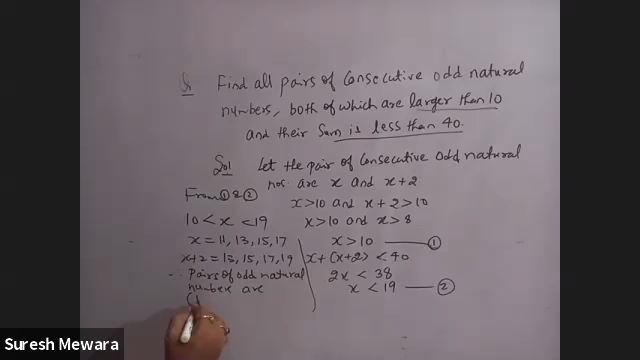 Q. Find all pairs of Consecutive odd natural
numbers, both of which are larger than 10
and their Sum is less than 40.
Sol Let the pair of Consecutive odd natural
nos. are x and x+2
x>10 and x+2>10
x>10 and x>8
x>10 — ①
x+(x+2) < 40
2x < 38
x < 19 — ②
From ① & ②
10 < x < 19
x = 11, 13, 15, 17
x+2 = 13, 15, 17, 19
∴ Pairs of odd natural
numbers are
(
Suresh Mewara